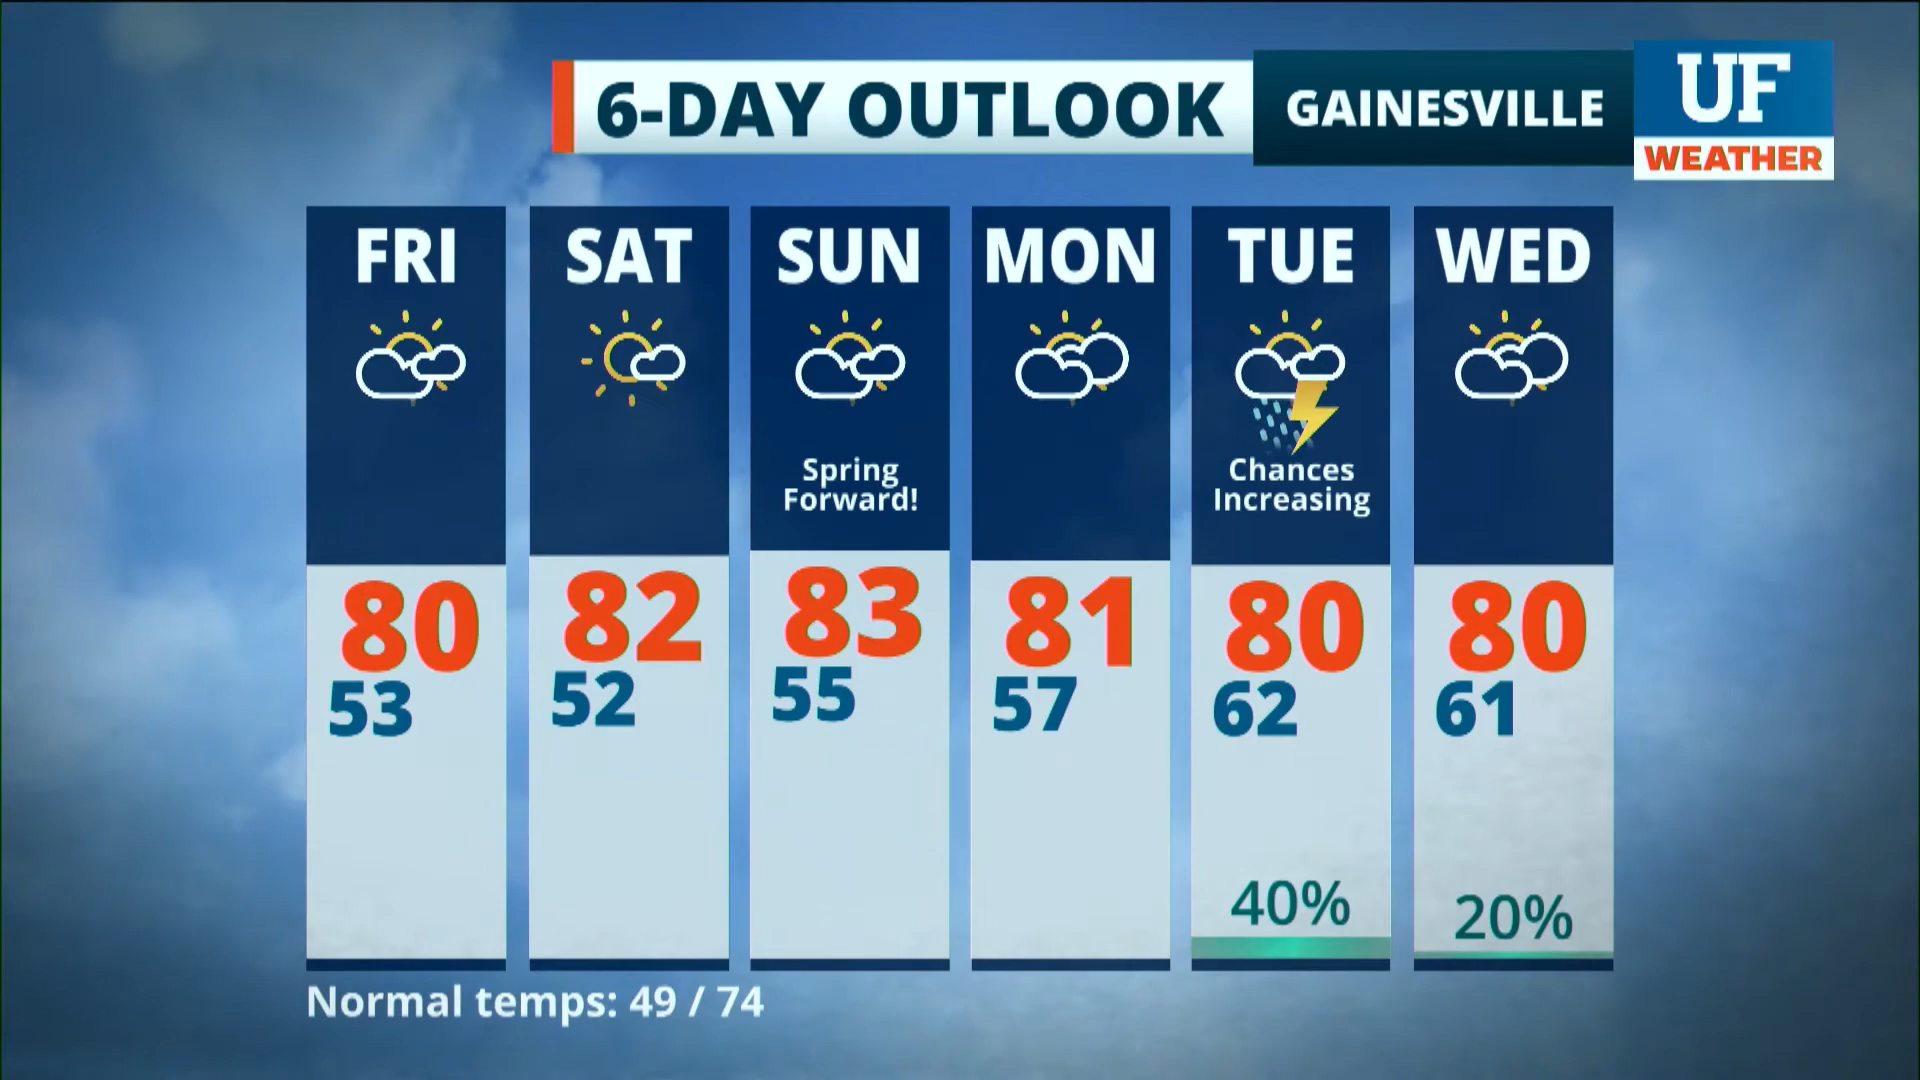 6-DAY OUTLOOK
GAINESVILLE
UF
WEATHER
FRI
80
53
SAT
82
52
SUN
Spring
Forward!
83
55
MON
81
57
TUE
Chances
Increasing
80
62
40%
WED
80
61
20%
Normal temps: 49 / 74